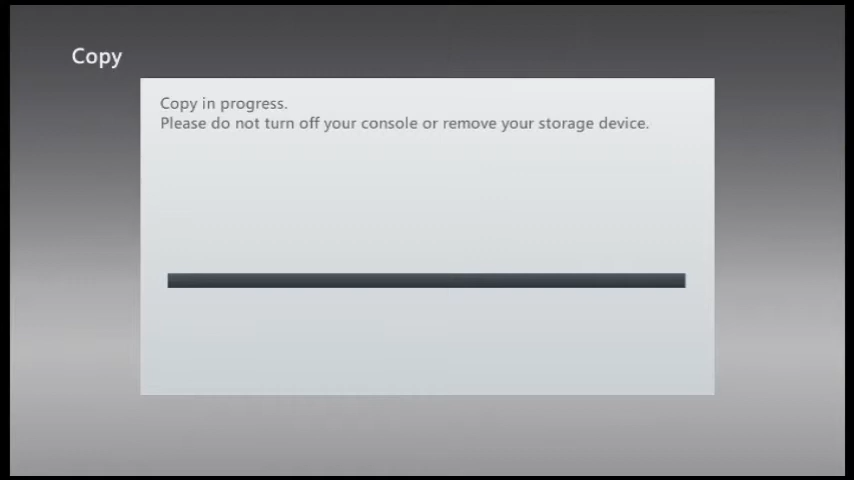 Copy
Copy in progress.
Please do not turn off your console or remove your storage device.